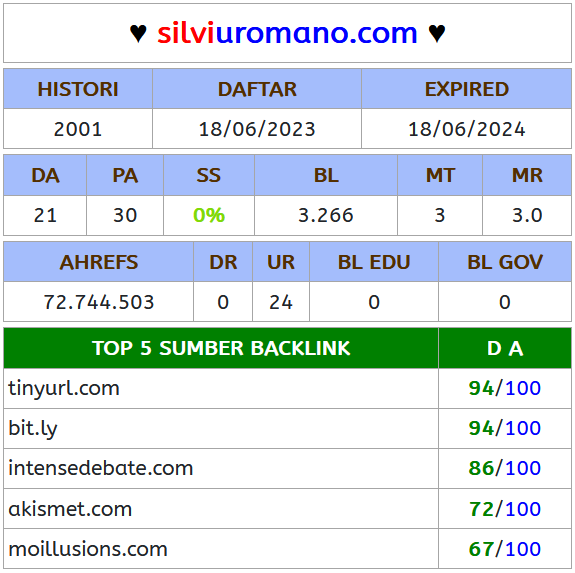 ♥ silviuromano.com ♥
HISTORI DAFTAR EXPIRED
2001 18/06/2023 18/06/2024
DA PA SS BL MT MR
21 30 0% 3.266 3 3.0
AHREFS DR UR BL EDU BL GOV
72.744.503 0 24 0 0
TOP 5 SUMBER BACKLINK D A
tinyurl.com 94/100
bit.ly 94/100
intensedebate.com 86/100
akismet.com 72/100
moillusions.com 67/100